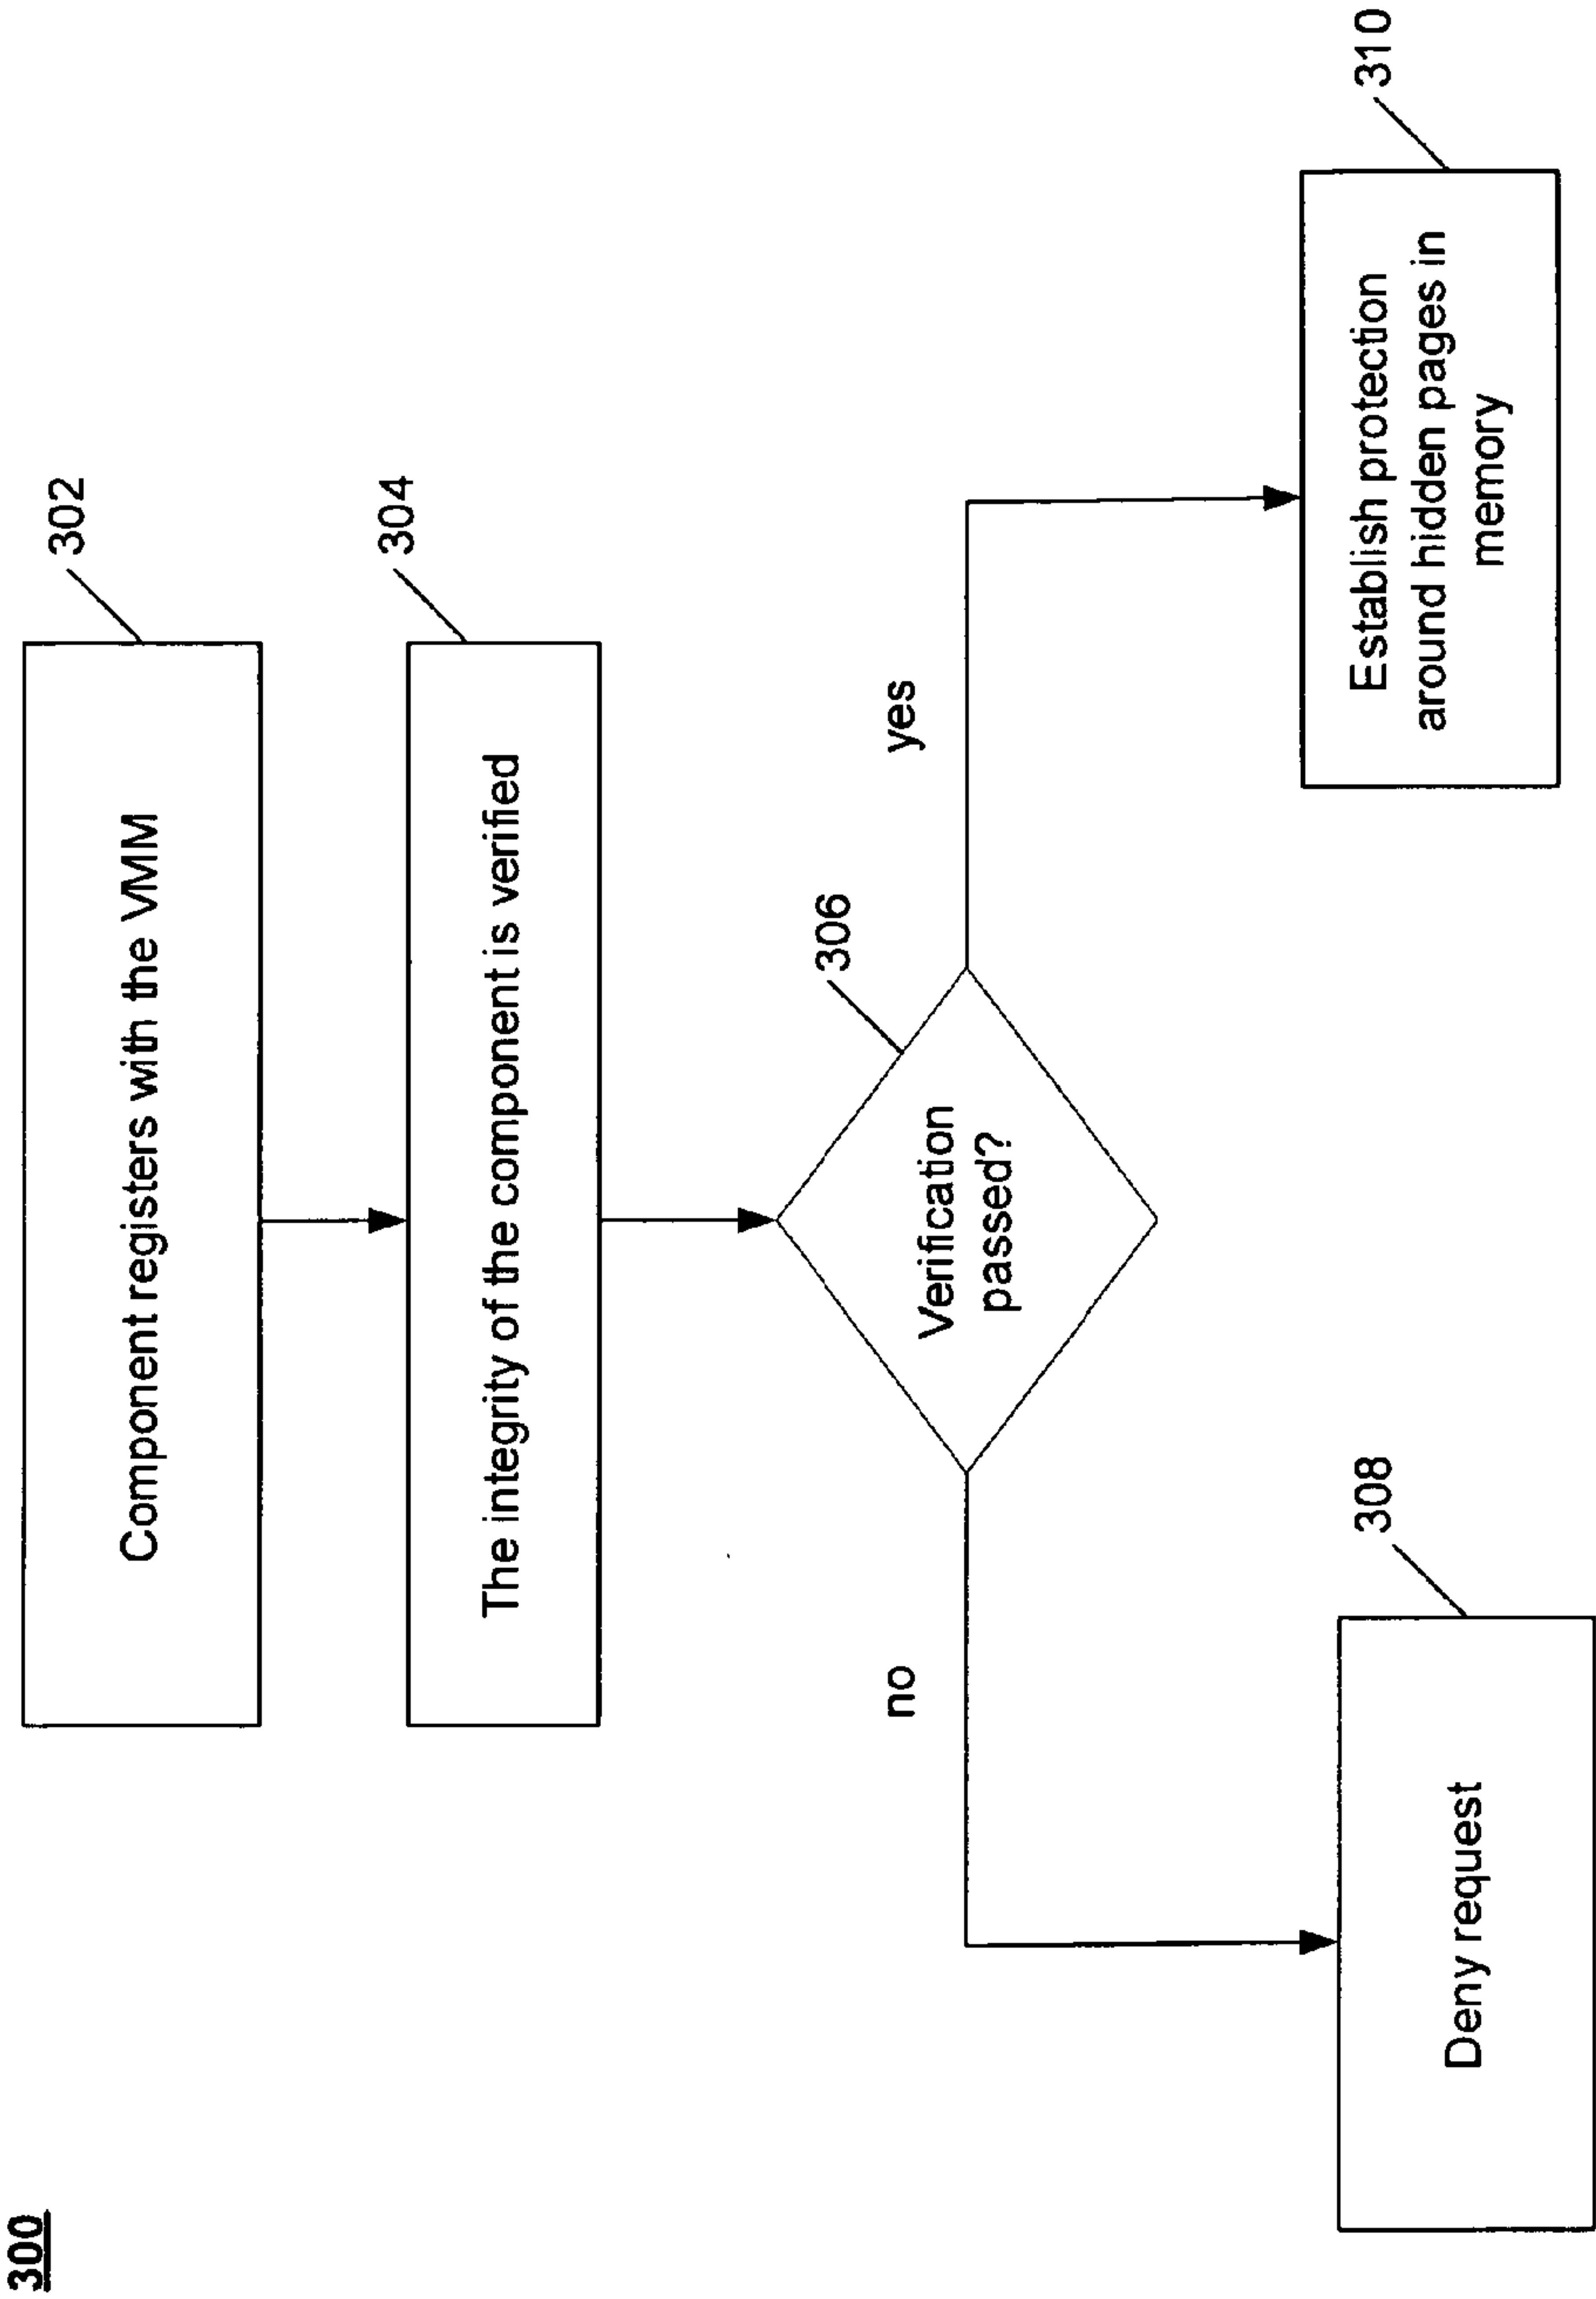 300
302
Component registers with the VMM
304
The integrity of the component is verified
306
Verification
passed?
no
yes
308
Deny request
310
Establish protection
around hidden pages in
memory